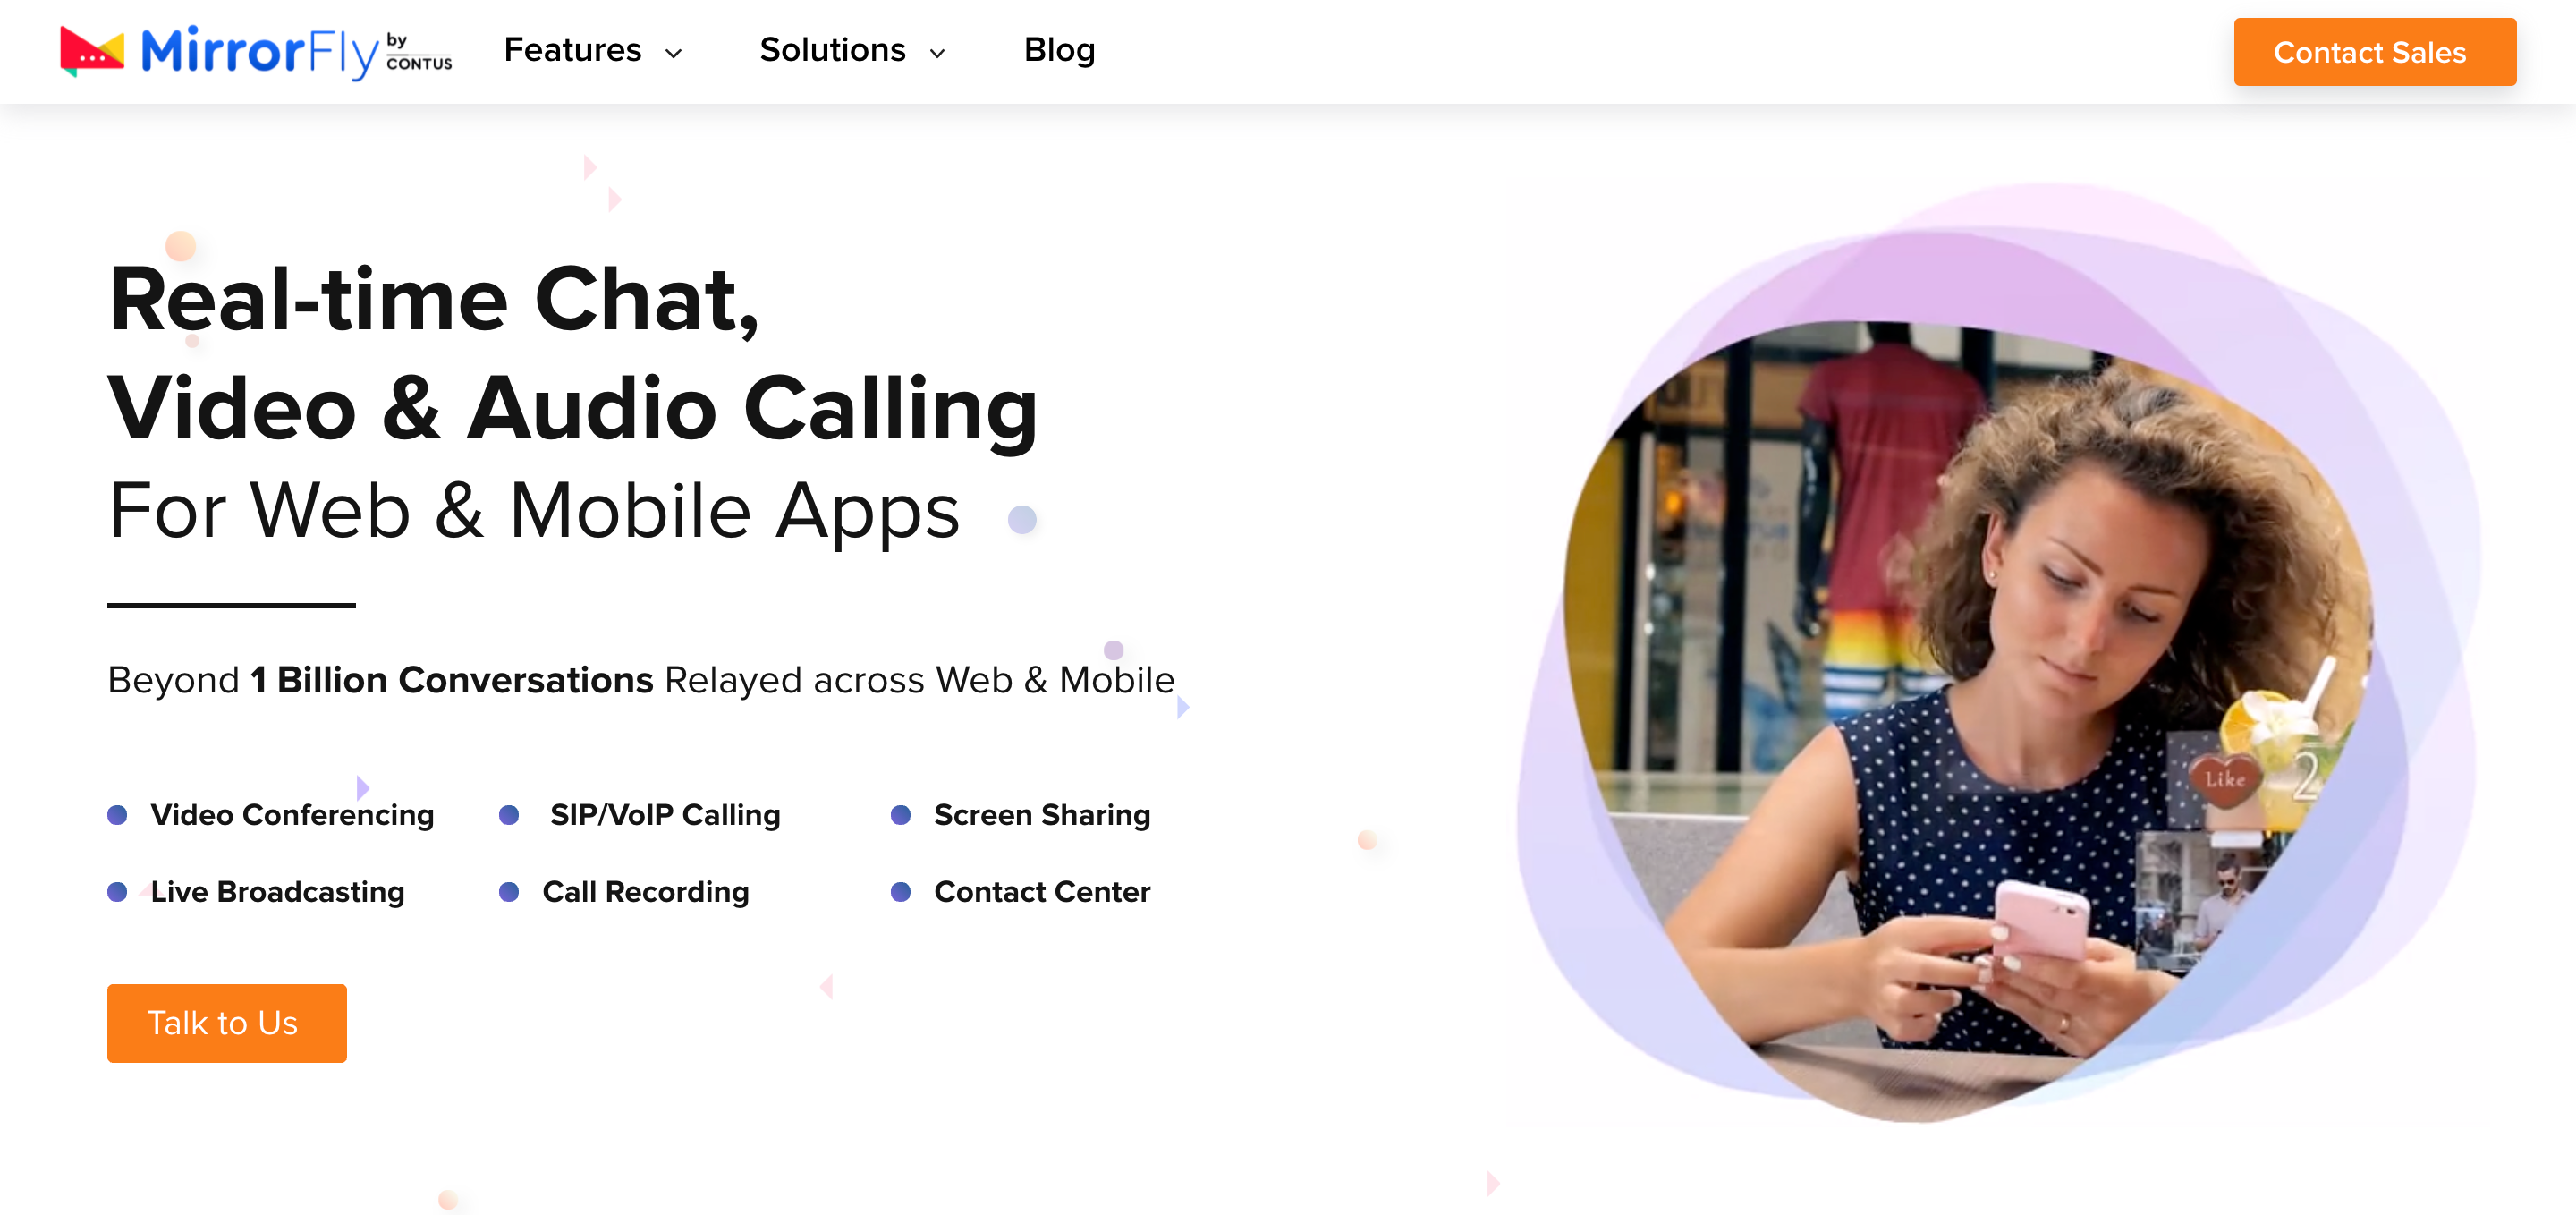 MirrorFly by CONTUS
Features
Solutions
Blog
Contact Sales
Real-time Chat,
Video & Audio Calling
For Web & Mobile Apps
Beyond 1 Billion Conversations Relayed across Web & Mobile
Video Conferencing
SIP/VoIP Calling
Screen Sharing
Live Broadcasting
Call Recording
Contact Center
Talk to Us
Like
2